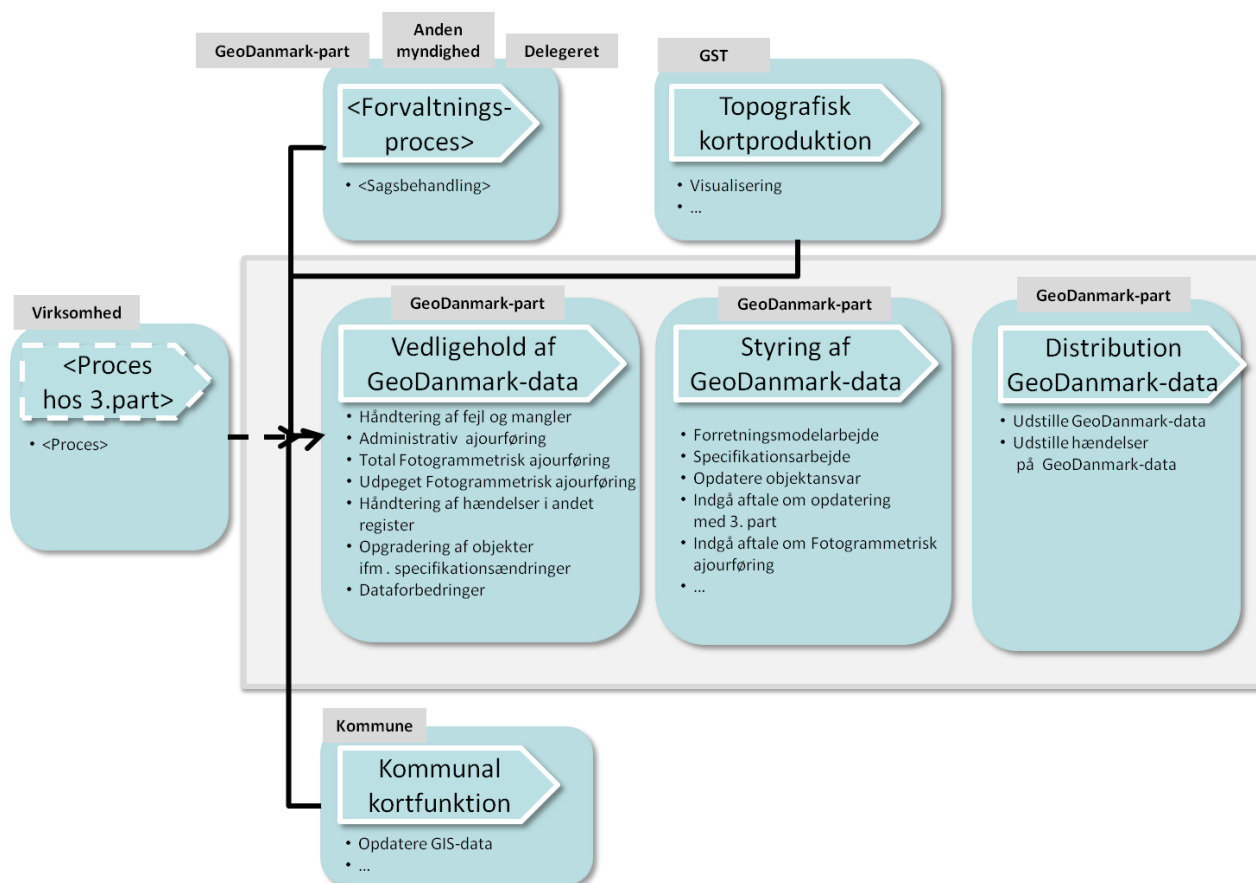 GeoDanmark-part
Anden
myndighed
Delegeret
<Forvaltnings-
proces>
• <Sagsbehandling>
GST
Topografisk
kortproduktion
• Visualisering
• ...
Virksomhed
<Proces
hos 3.part>
• <Proces>
GeoDanmark-part
Vedligehold af
GeoDanmark-data
• Håndtering af fejl og mangler
• Administrativ ajourføring
• Total Fotogrammetrisk ajourføring
• Udpeget Fotogrammetrisk ajourføring
• Håndtering af hændelser i andet
register
• Opgradering af objekter
ifm . specifikationsændringer
• Dataforbedringer
GeoDanmark-part
Styring af
GeoDanmark-data
• Forretningsmodelarbejde
• Specifikationsarbejde
• Opdatere objektansvar
• Indgå aftale om opdatering
med 3. part
• Indgå aftale om Fotogrammetrisk
ajourføring
• ...
GeoDanmark-part
Distribution
GeoDanmark-data
• Udstille GeoDanmark-data
• Udstille hændelser
på GeoDanmark-data
Kommune
Kommunal
kortfunktion
• Opdatere GIS-data
• ...